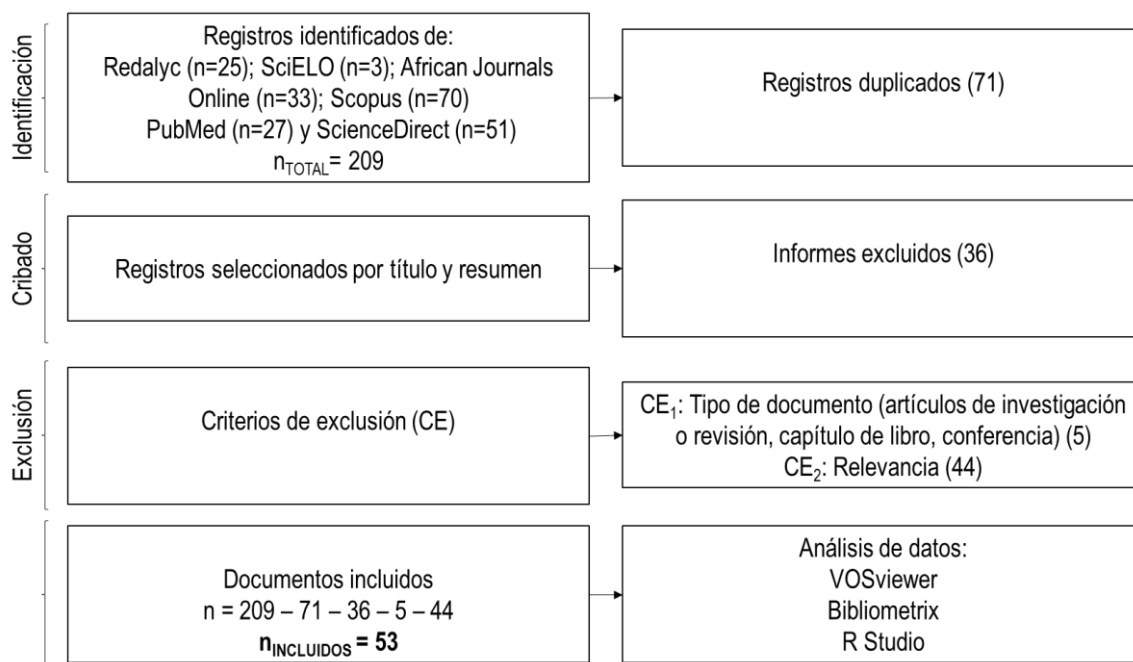 Identificación
Registros identificados de:
Redalyc (n=25); SciELO (n=3); African Journals
Online (n=33); Scopus (n=70)
PubMed (n=27) y ScienceDirect (n=51)
nTOTAL= 209
Registros duplicados (71)
Cribado
Registros seleccionados por título y resumen
Informes excluidos (36)
Exclusión
Criterios de exclusión (CE)
CE1: Tipo de documento (artículos de investigación
o revisión, capítulo de libro, conferencia) (5)
CE2: Relevancia (44)
Documentos incluidos
n = 209 – 71 – 36 – 5 – 44
nINCLUIDOS = 53
Análisis de datos:
VOSviewer
Bibliometrix
R Studio